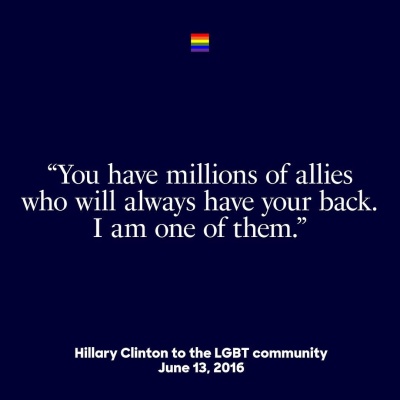 “You have millions of allies
who will always have your back.
I am one of them.”
Hillary Clinton to the LGBT community
June 13, 2016